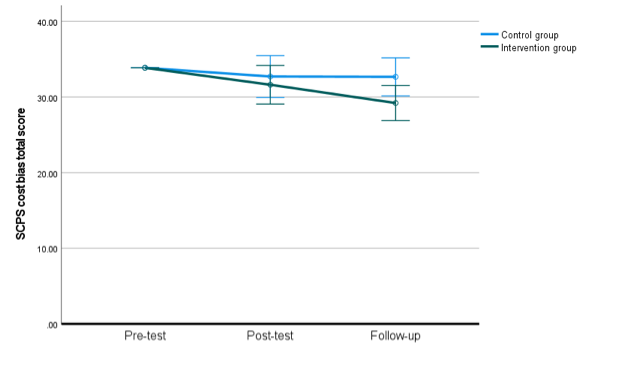 40.00
30.00
20.00
10.00
.00
SCPS cost bias total score
Pre-test Post-test Follow-up
Control group
Intervention group